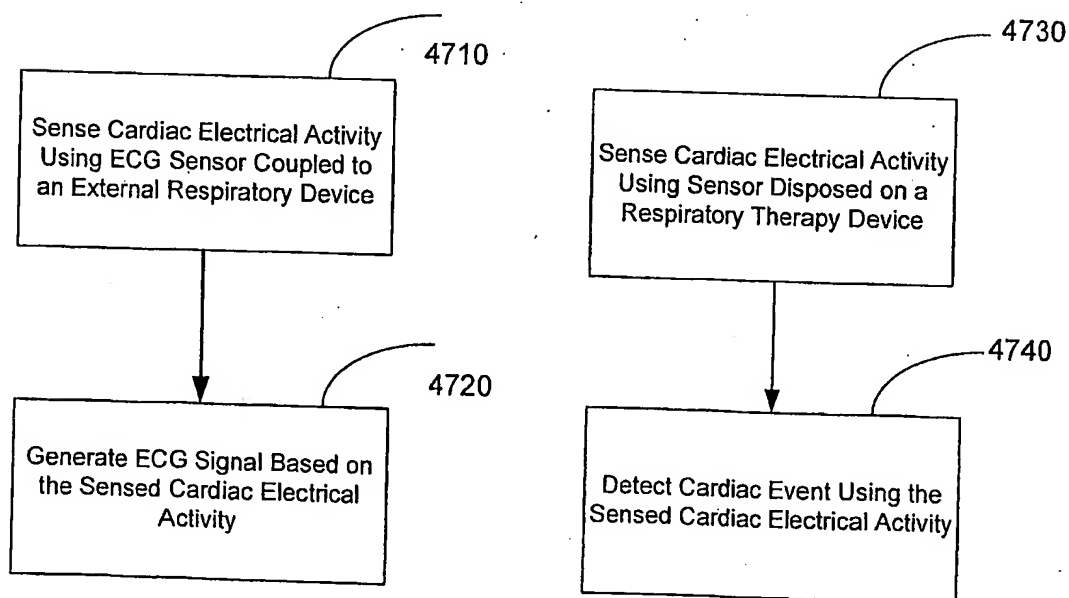 4710
Sense Cardiac Electrical Activity
Using ECG Sensor Coupled to
an External Respiratory Device
4720
Generate ECG Signal Based on
the Sensed Cardiac Electrical
Activity
4730
Sense Cardiac Electrical Activity
Using Sensor Disposed on a
Respiratory Therapy Device
4740
Detect Cardiac Event Using the
Sensed Cardiac Electrical Activity